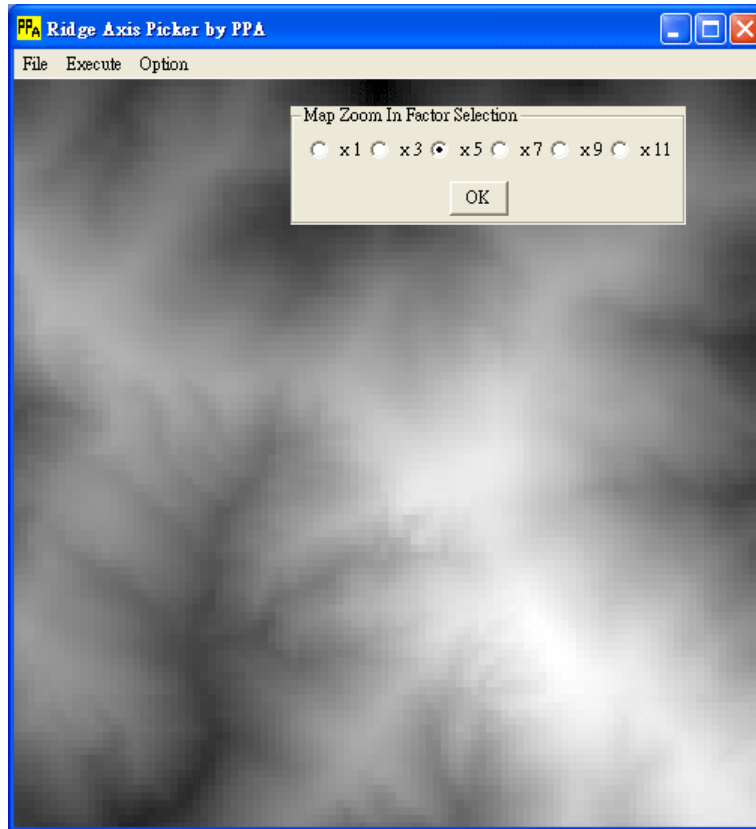 PPA Ridge Axis Picker by PPA
File Execute Option
Map Zoom In Factor Selection
x1 x3 x5 x7 x9 x11
OK